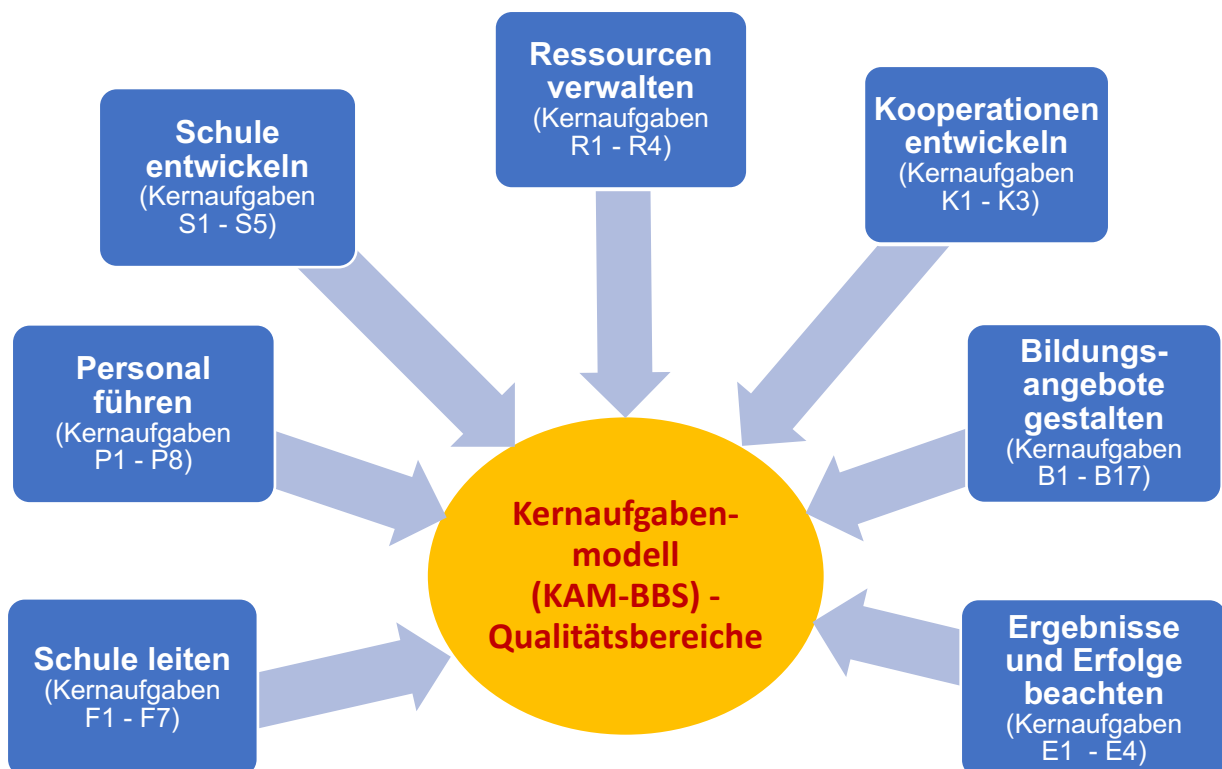 Ressourcen
verwalten
(Kernaufgaben
R1 - R4)
Schule
entwickeln
(Kernaufgaben
S1 - S5)
Kooperationen
entwickeln
(Kernaufgaben
K1 - K3)
Personal
führen
(Kernaufgaben
P1 - P8)
Bildungs-
angebote
gestalten
(Kernaufgaben
B1 - B17)
Kernaufgaben-
modell
(KAM-BBS) -
Qualitätsbereiche
Schule leiten
(Kernaufgaben
F1 - F7)
Ergebnisse
und Erfolge
beachten
(Kernaufgaben
E1 - E4)